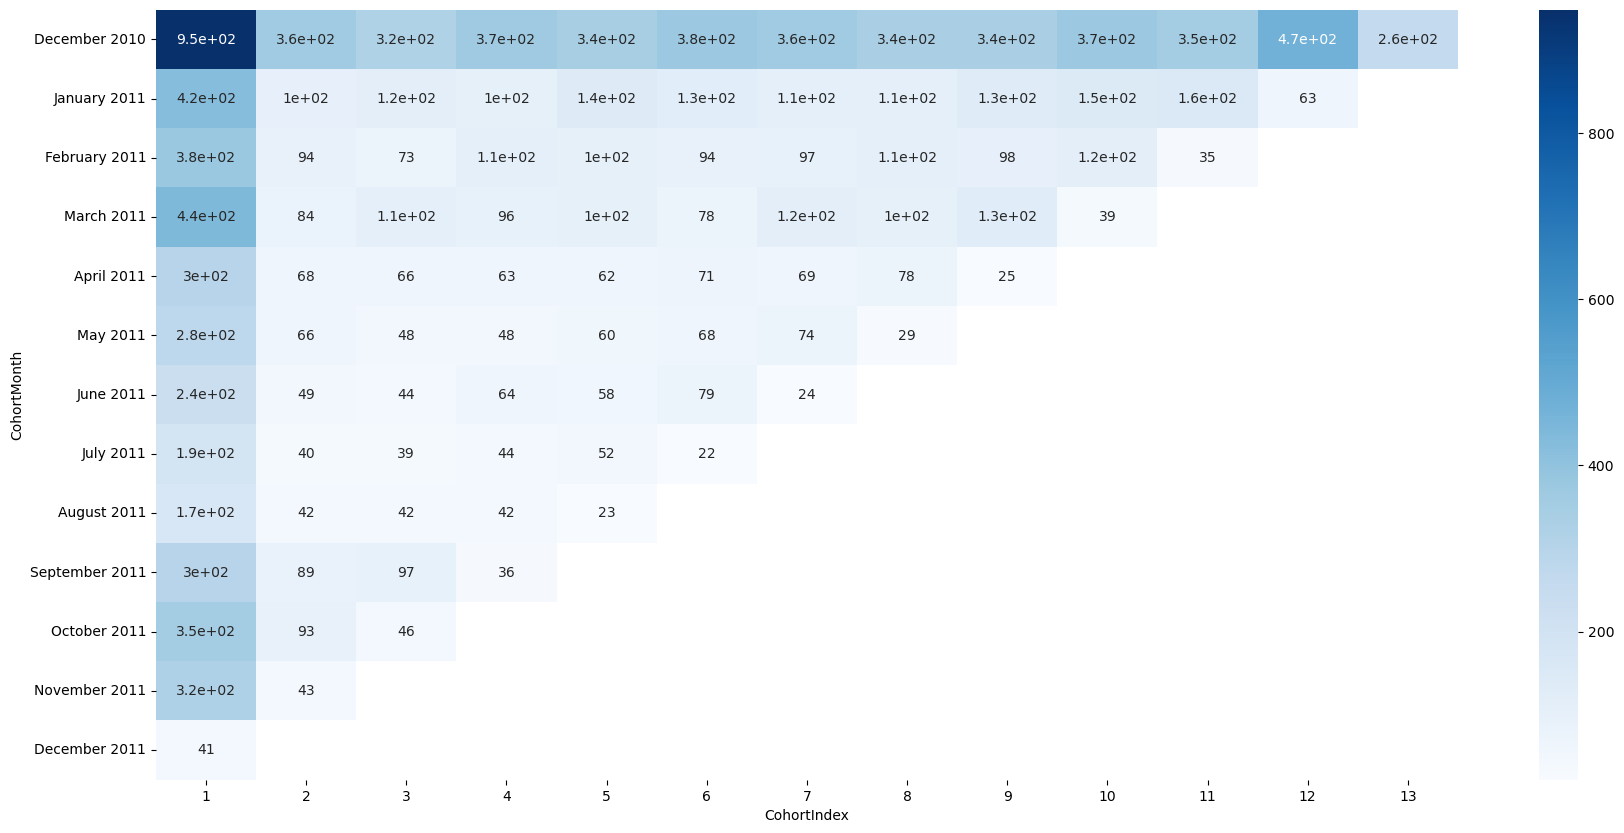 December 2010 9.5e+02 3.6e+02 3.2e+02 3.7e+02 3.4e+02 3.8e+02 3.6e+02 3.4e+02 3.4e+02 3.7e+02 3.5e+02 4.7e+02 2.6e+02
January 2011 4.2e+02 1e+02 1.2e+02 1e+02 1.4e+02 1.3e+02 1.1e+02 1.1e+02 1.3e+02 1.5e+02 1.6e+02 63
800
February 2011 3.8e+02 94 73 1.1e+02 1e+02 94 97 1.1e+02 98 1.2e+02 35
March 2011 4.4e+02 84 1.1e+02 96 1e+02 78 1.2e+02 1e+02 1.3e+02 39
April 2011 3e+02 68 66 63 62 71 69 78 25
600
May 2011 2.8e+02 66 48 48 60 68 74 29
CohortMonth
June 2011 2.4e+02 49 44 64 58 79 24
July 2011 1.9e+02 40 39 44 52 22
400
August 2011 1.7e+02 42 42 42 23
September 2011 3e+02 89 97 36
October 2011 3.5e+02 93 46
200
November 2011 3.2e+02 43
December 2011 41
1 2 3 4 5 6 7 8 9 10 11 12 13
CohortIndex